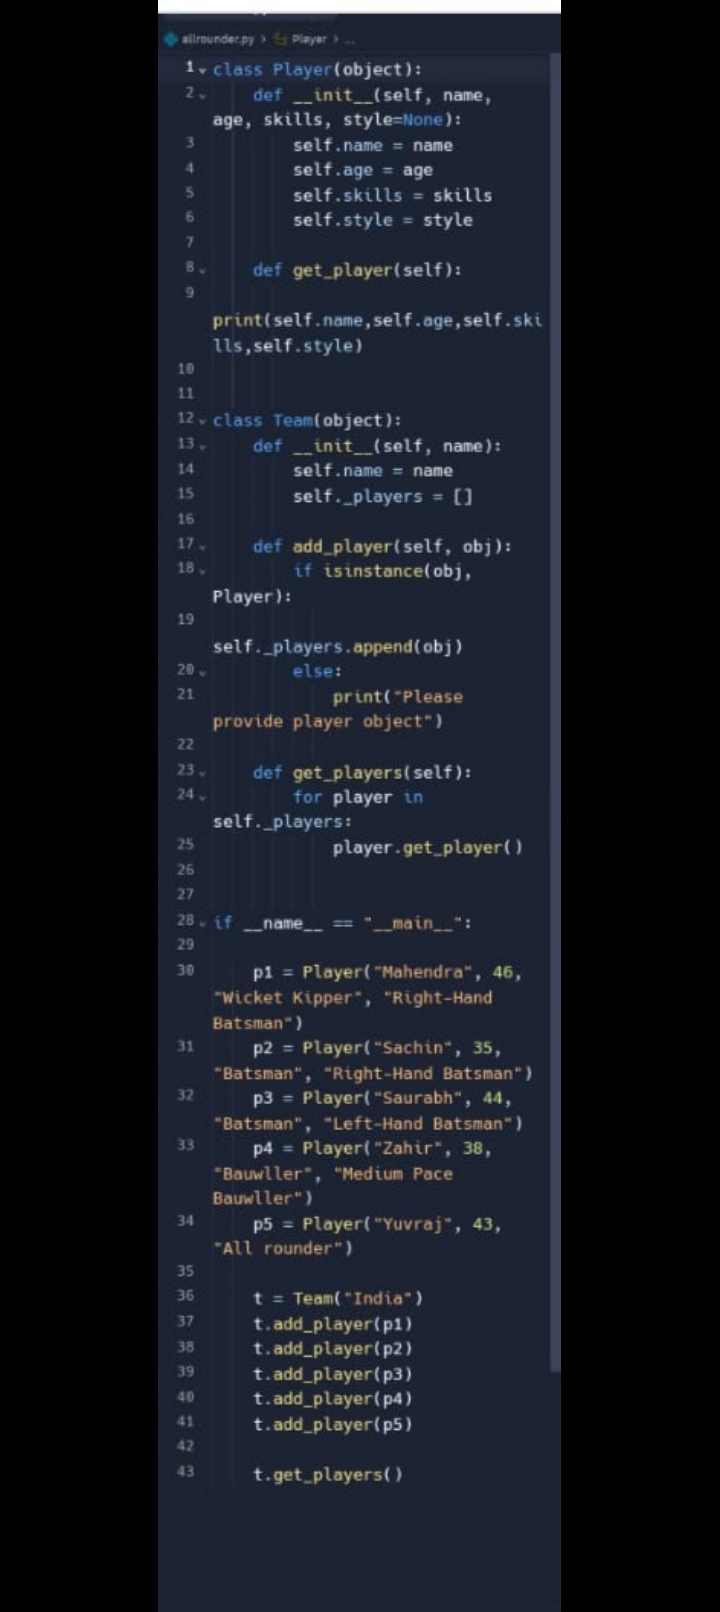 allrounder.py > Player > ...
1 class Player(object):
2     def __init__(self, name,
age, skills, style=None):
3         self.name = name
4         self.age = age
5         self.skills = skills
6         self.style = style
7
8     def get_player(self):
9
print(self.name,self.age,self.ski
lls,self.style)
10
11
12 class Team(object):
13     def __init__(self, name):
14         self.name = name
15         self._players = []
16
17     def add_player(self, obj):
18         if isinstance(obj,
Player):
19
self._players.append(obj)
20         else:
21             print("Please
provide player object")
22
23     def get_players(self):
24         for player in
self._players:
25             player.get_player()
26
27
28 if __name__ == "__main__":
29
30     p1 = Player("Mahendra", 46,
"Wicket Kipper", "Right-Hand
Batsman")
31     p2 = Player("Sachin", 35,
"Batsman", "Right-Hand Batsman")
32     p3 = Player("Saurabh", 44,
"Batsman", "Left-Hand Batsman")
33     p4 = Player("Zahir", 38,
"Bauwller", "Medium Pace
Bauwller")
34     p5 = Player("Yuvraj", 43,
"All rounder")
35
36     t = Team("India")
37     t.add_player(p1)
38     t.add_player(p2)
39     t.add_player(p3)
40     t.add_player(p4)
41     t.add_player(p5)
42
43     t.get_players()